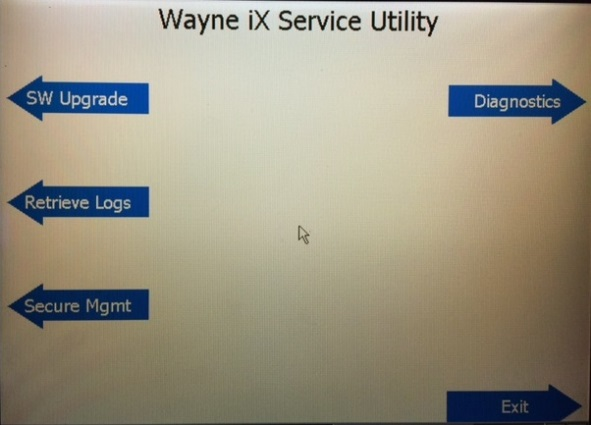 Wayne iX Service Utility
SW Upgrade
Diagnostics
Retrieve Logs
Secure Mgmt
Exit